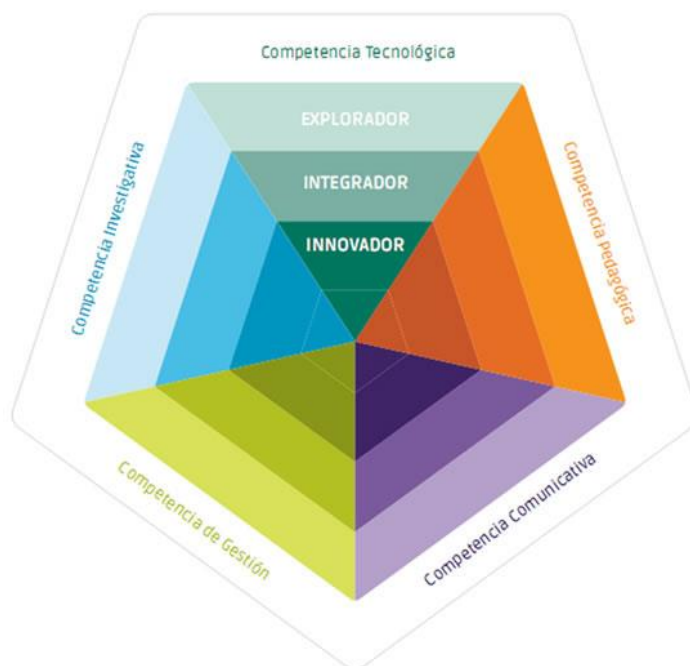 Competencia Tecnológica
EXPLORADOR
INTEGRADOR
INNOVADOR
Competencia Investigativa
Competencia Pedagógica
Competencia de Gestión
Competencia Comunicativa